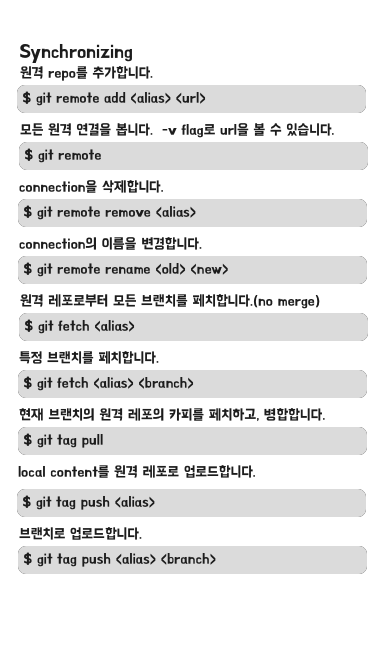 Synchronizing
원격 repo를 추가합니다.
$ git remote add <alias> <url>
모든 원격 연결을 봅니다. -v flag로 url을 볼 수 있습니다.
$ git remote
connection을 삭제합니다.
$ git remote remove <alias>
connection의 이름을 변경합니다.
$ git remote rename <old> <new>
원격 레포로부터 모든 브랜치를 페치합니다.(no merge)
$ git fetch <alias>
특정 브랜치를 페치합니다.
$ git fetch <alias> <branch>
현재 브랜치의 원격 레포의 카피를 페치하고, 병합합니다.
$ git tag pull
local content를 원격 레포로 업로드합니다.
$ git tag push <alias>
브랜치로 업로드합니다.
$ git tag push <alias> <branch>